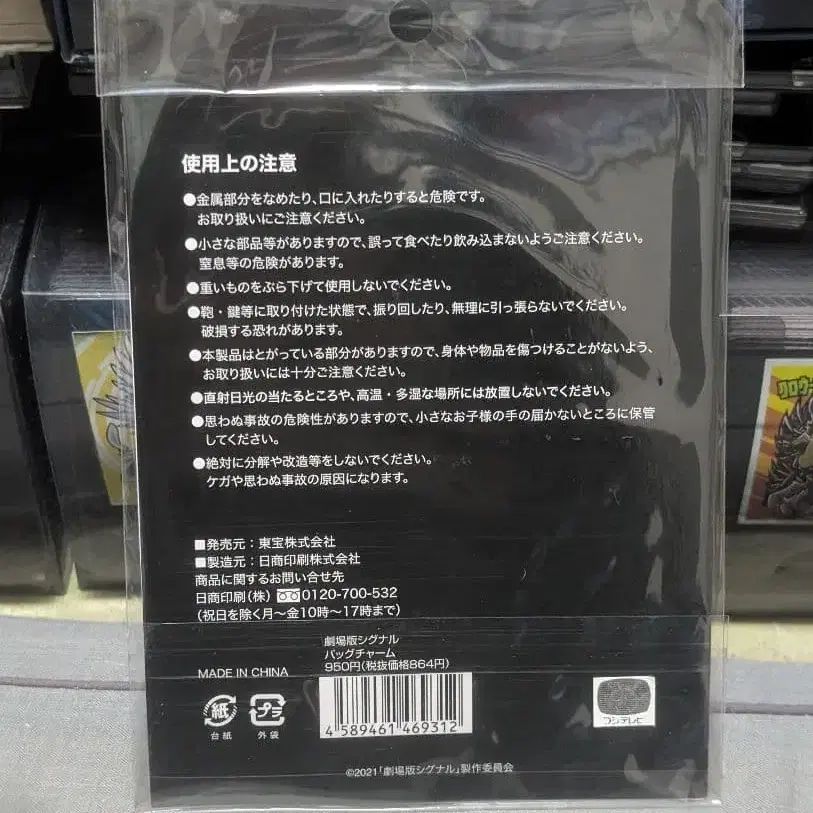 使用上の注意
●金属部分をなめたり、口に入れたりすると危険です。
お取り扱いにご注意ください。
●小さな部品等がありますので、誤って食べたり飲み込まないようご注意ください。
窒息等の危険があります。
●重いものをぶら下げて使用しないでください。
●鞄・鍵等に取り付けた状態で、振り回したり、無理に引っ張らないでください。
破損する恐れがあります。
●本製品はとがっている部分がありますので、身体や物品を傷つけることがないよう、
お取り扱いには十分ご注意ください。
●直射日光の当たるところや、高温・多湿な場所には放置しないでください。
●思わぬ事故の危険性がありますので、小さなお子様の手の届かないところに保管
してください。
●絶対に分解や改造等をしないでください。
ケガや思わぬ事故の原因になります。
■発売元：東宝株式会社
■製造元：日商印刷株式会社
商品に関するお問い合せ先
日商印刷(株) 0120-700-532
(祝日を除く月〜金10時〜17時まで)
劇場版シグナル
バッグチャーム
950円(税抜価格864円)
MADE IN CHINA
紙
台紙
プラ
外袋
4 589461 469312
フジテレビ
©2021「劇場版シグナル」製作委員会
クロウ